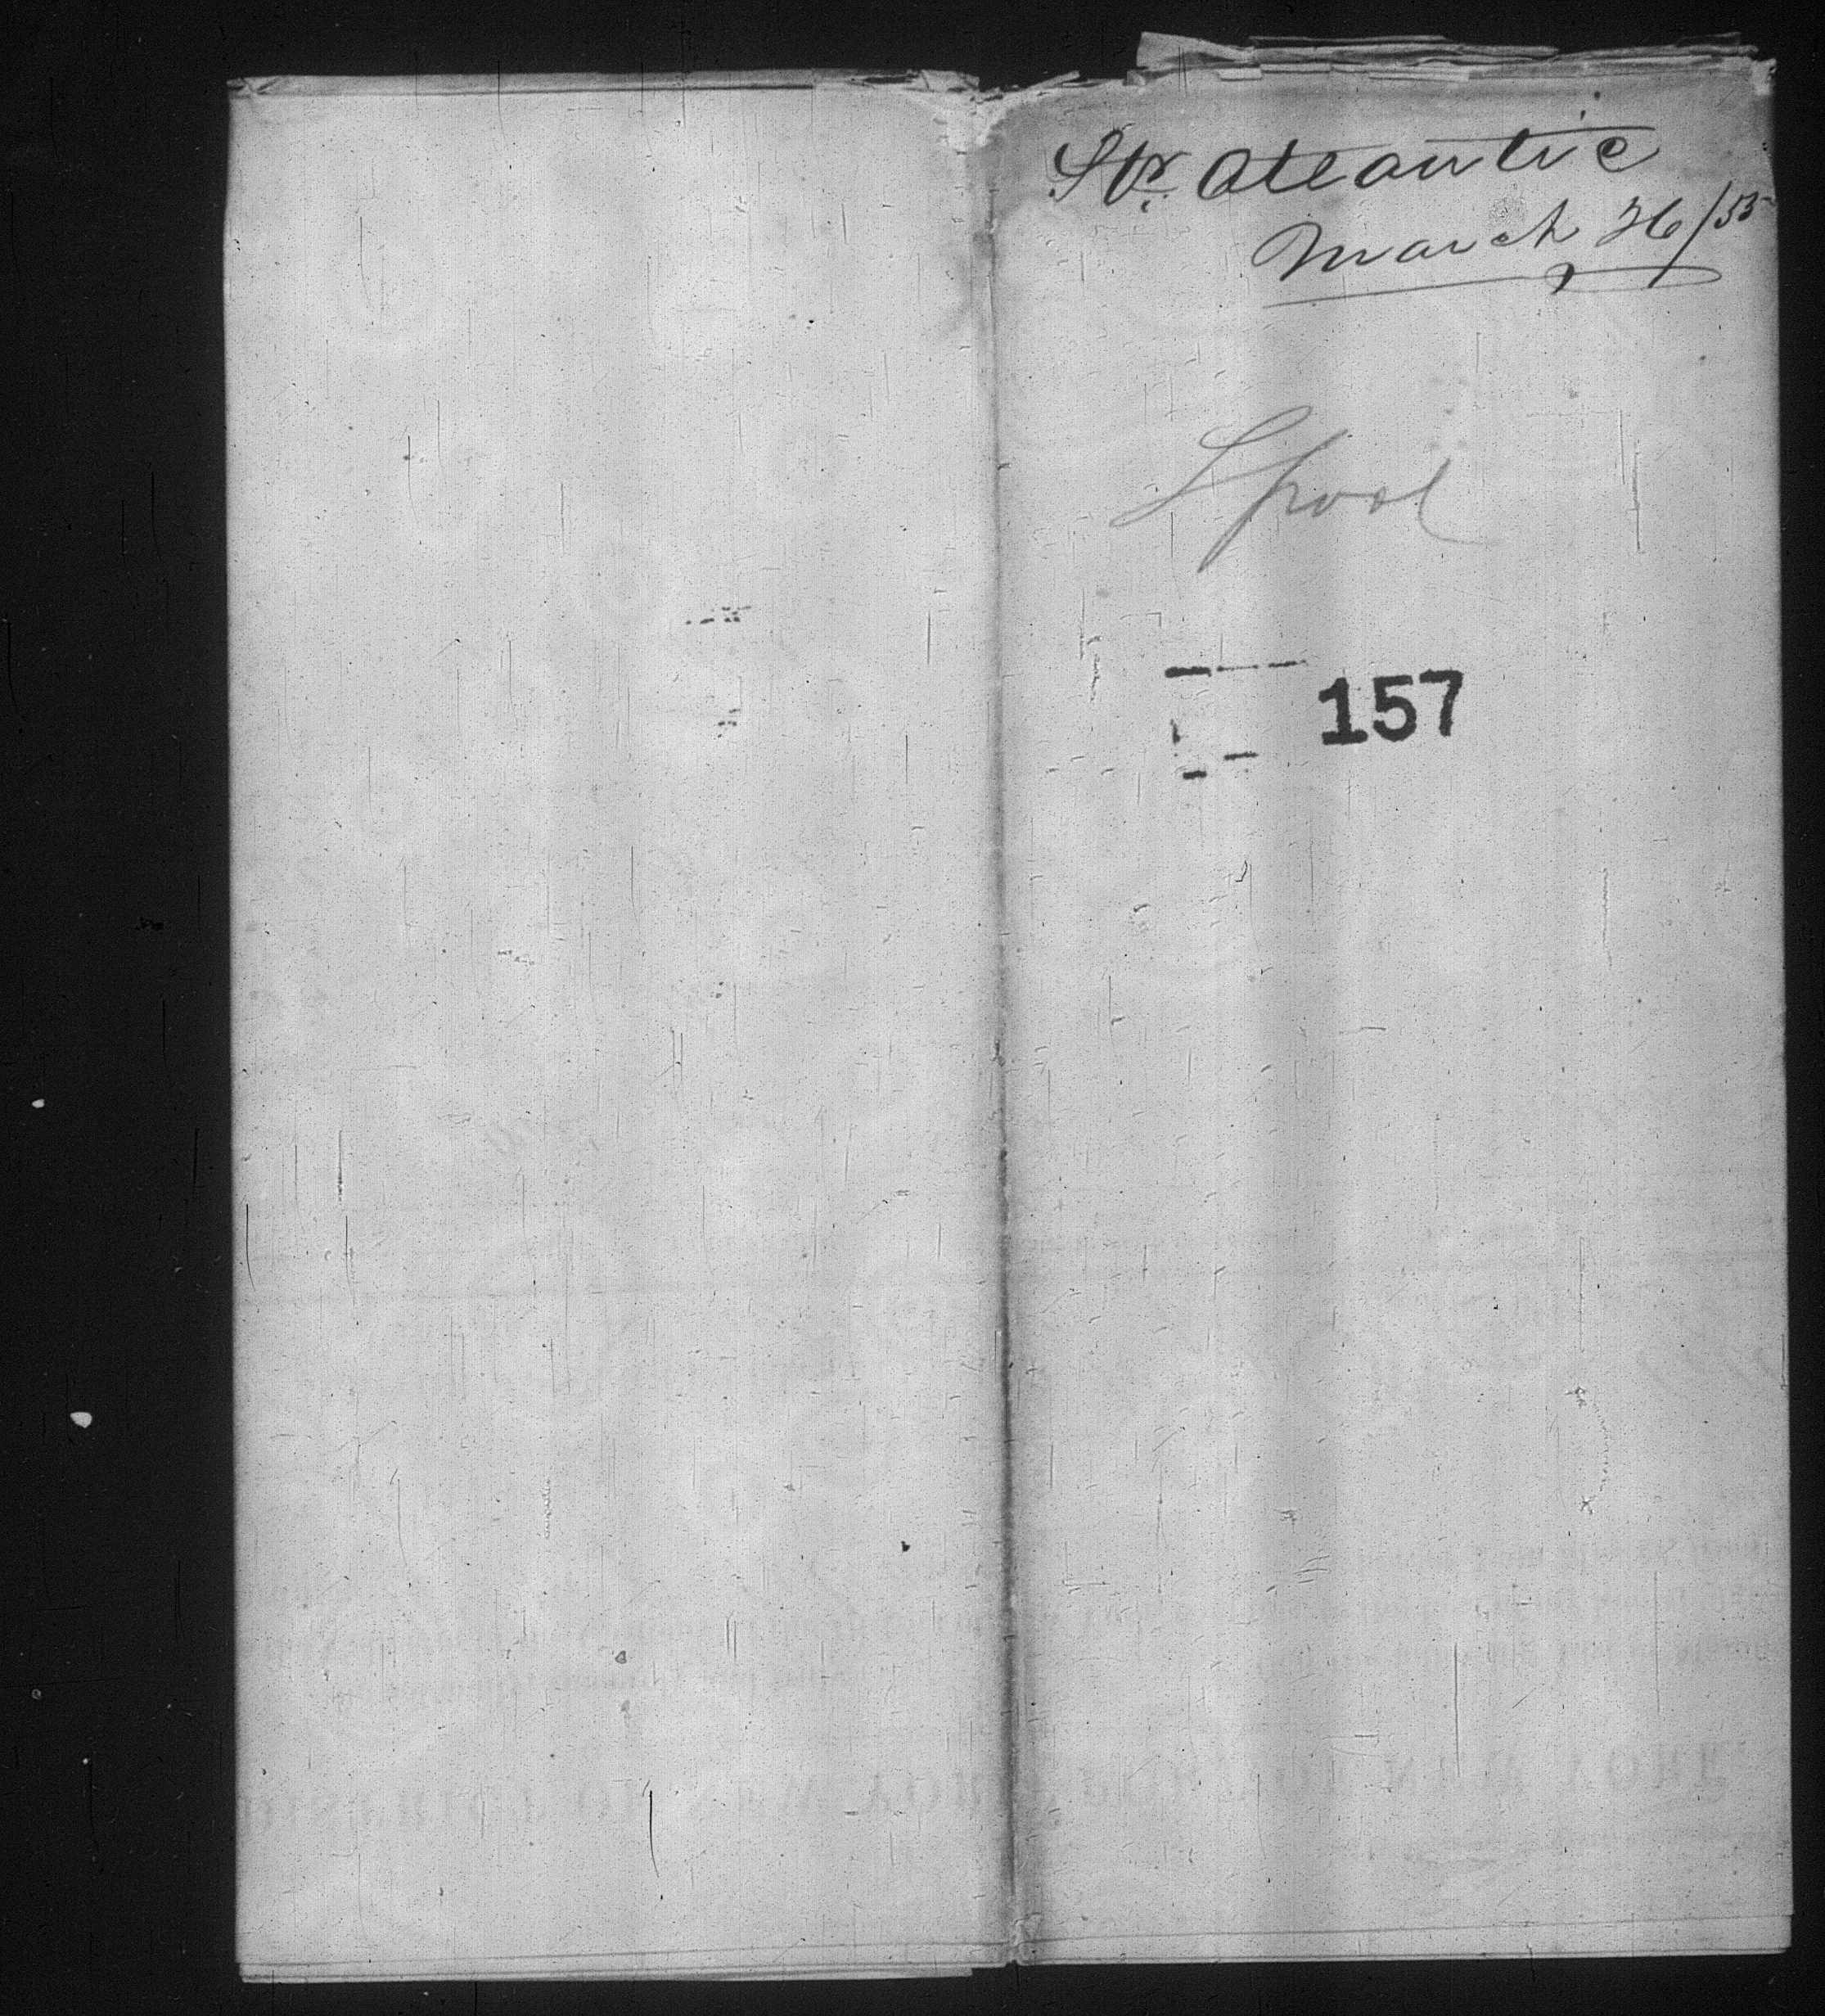 Str. Atlantic
March 26/55
Lpool
157